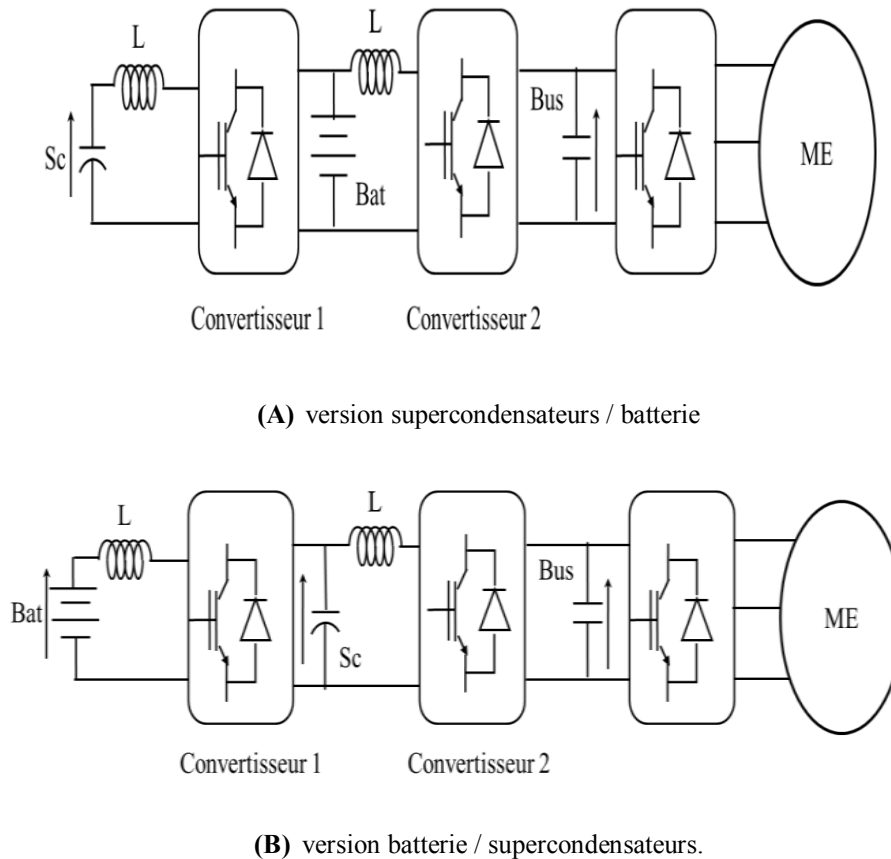 L
L
Bus
Sc
Bat
ME
Convertisseur 1
Convertisseur 2
(A) version supercondensateurs / batterie
L
L
Bus
Bat
Sc
ME
Convertisseur 1
Convertisseur 2
(B) version batterie / supercondensateurs.